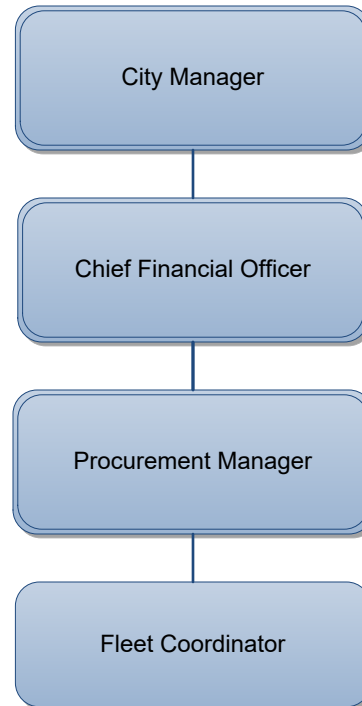 City Manager
Chief Financial Officer
Procurement Manager
Fleet Coordinator